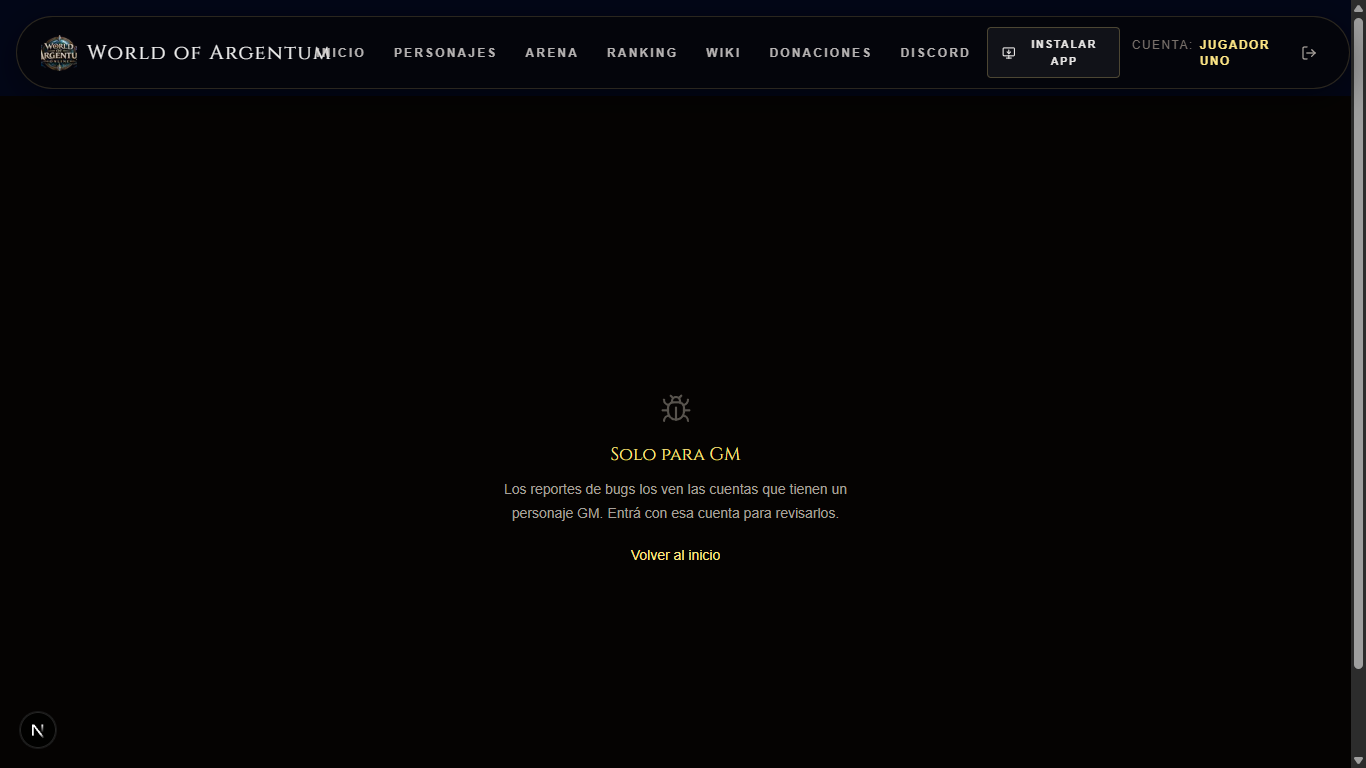 World of Argentum
INICIO
PERSONAJES
ARENA
RANKING
WIKI
DONACIONES
DISCORD
INSTALAR
APP
CUENTA: JUGADOR
UNO
Solo para GM
Los reportes de bugs los ven las cuentas que tienen un
personaje GM. Entrá con esa cuenta para revisarlos.
Volver al inicio
N